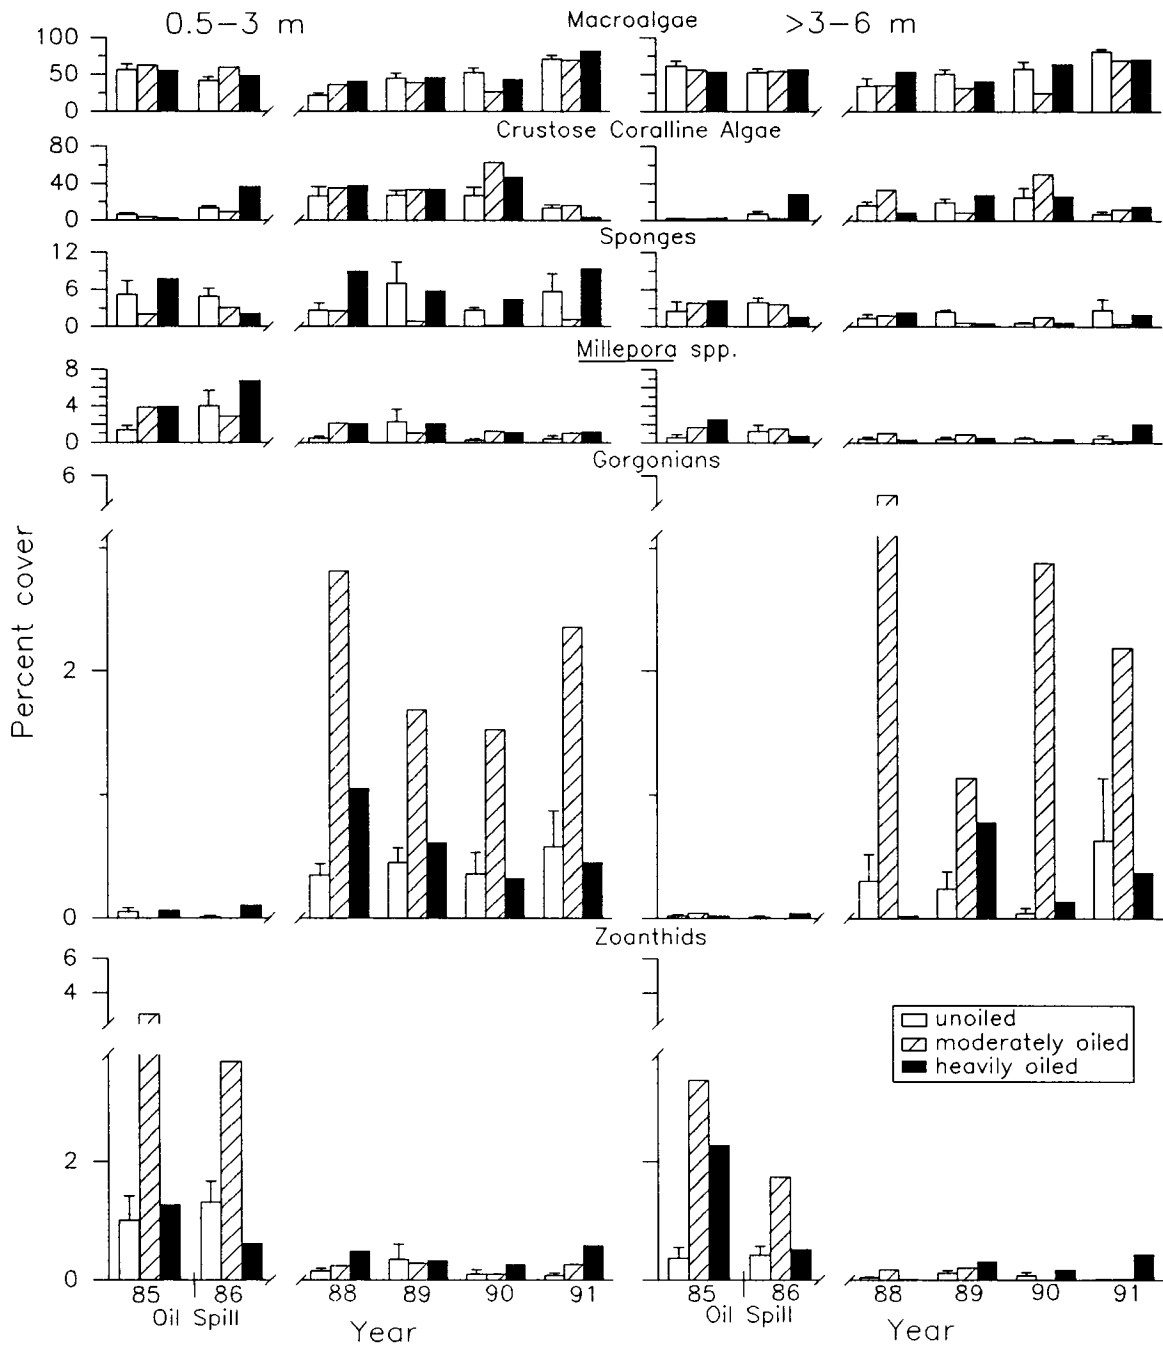 0.5–3 m
Macroalgae
>3–6 m
100
50
0
Crustose Coralline Algae
80
40
0
Sponges
12
6
0
Millepora spp.
8
4
0
Gorgonians
6
2
0
Percent cover
Zoanthids
6
4
2
0
unoiled
moderately oiled
heavily oiled
85 86 88 89 90 91 85 86 88 89 90 91
Oil Spill Oil Spill
Year Year